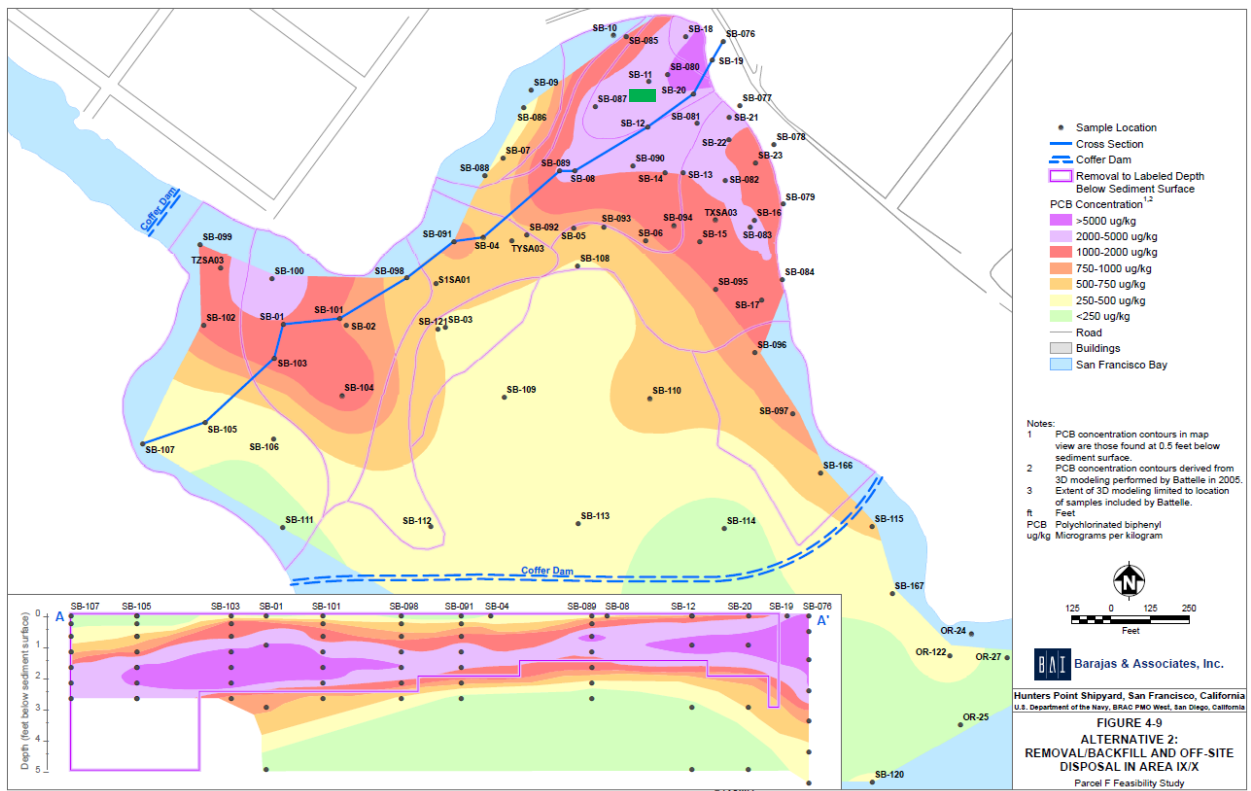 SB-10
SB-18
SB-076
SB-085
SB-19
SB-080
SB-11
SB-09
SB-20
SB-087
SB-077
SB-086
SB-12
SB-081
SB-21
SB-22
SB-078
SB-07
SB-23
SB-088
SB-089
SB-090
SB-08
SB-14
SB-13
SB-082
SB-079
Coffer Dam
SB-099
SB-091
SB-04
SB-092
SB-093
SB-094
TXSA03
SB-16
TYSA03
SB-05
SB-06
SB-15
SB-083
TZSA03
SB-100
SB-098
SB-108
SB-084
S1SA01
SB-095
SB-17
SB-102
SB-01
SB-101
SB-02
SB-121
SB-03
SB-103
SB-096
SB-104
SB-109
SB-110
SB-097
SB-105
SB-107
SB-106
SB-166
SB-111
SB-112
SB-113
SB-114
SB-115
Coffer Dam
SB-167
OR-24
OR-122
OR-27
OR-25
SB-120
SB-107 SB-105 SB-103 SB-01 SB-101 SB-098 SB-091 SB-04 SB-089 SB-08 SB-12 SB-20 SB-19 SB-076
A
A'
Depth (feet below sediment surface)
0
1
2
3
4
5
Sample Location
Cross Section
Coffer Dam
Removal to Labeled Depth
Below Sediment Surface
PCB Concentration1,2
>5000 ug/kg
2000-5000 ug/kg
1000-2000 ug/kg
750-1000 ug/kg
500-750 ug/kg
250-500 ug/kg
<250 ug/kg
Road
Buildings
San Francisco Bay
Notes:
1 PCB concentration contours in map
view are those found at 0.5 feet below
sediment surface.
2 PCB concentration contours derived from
3D modeling performed by Battelle in 2005.
3 Extent of 3D modeling limited to location
of samples included by Battelle.
ft Feet
PCB Polychlorinated biphenyl
ug/kg Micrograms per kilogram
N
125 0 125 250
Feet
BAI Barajas & Associates, Inc.
Hunters Point Shipyard, San Francisco, California
U.S. Department of the Navy, BRAC PMO West, San Diego, California
FIGURE 4-9
ALTERNATIVE 2:
REMOVAL/BACKFILL AND OFF-SITE
DISPOSAL IN AREA IX/X
Parcel F Feasibility Study